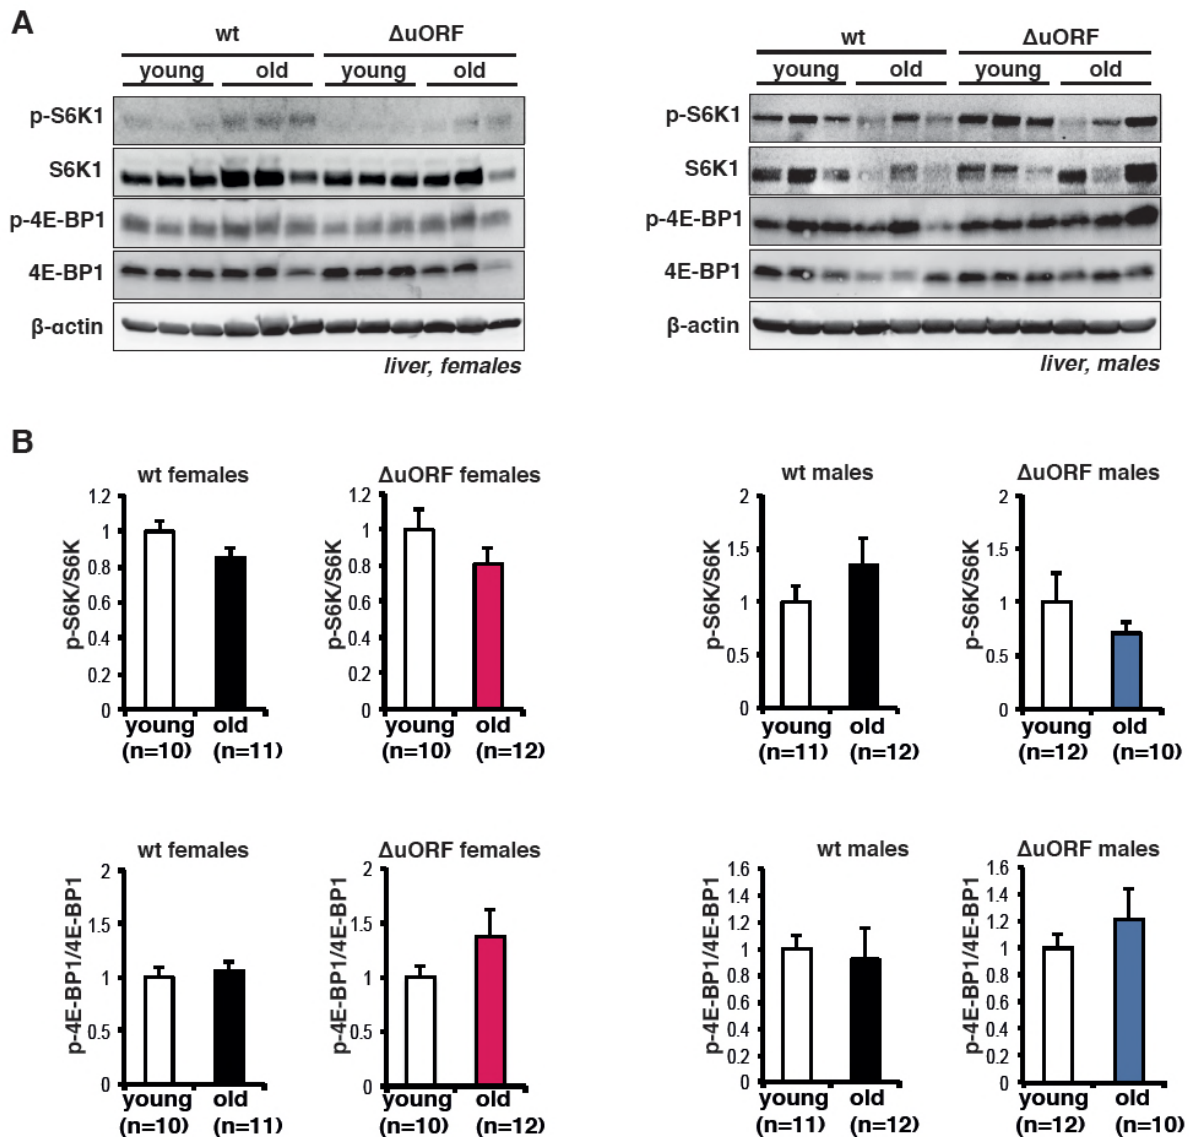 A
wt ΔuORF
young old young old
p-S6K1
S6K1
p-4E-BP1
4E-BP1
β-actin
liver, females
wt ΔuORF
young old young old
p-S6K1
S6K1
p-4E-BP1
4E-BP1
β-actin
liver, males
B
wt females
p-S6K/S6K
1.2
1
0.8
0.6
0.4
0.2
0
young old
(n=10) (n=11)
ΔuORF females
p-S6K/S6K
1.2
1
0.8
0.6
0.4
0.2
0
young old
(n=10) (n=12)
wt males
p-S6K/S6K
2
1.5
1
0.5
0
young old
(n=11) (n=12)
ΔuORF males
p-S6K/S6K
2
1.5
1
0.5
0
young old
(n=12) (n=10)
wt females
p-4E-BP1/4E-BP1
2
1.5
1
0.5
0
young old
(n=10) (n=11)
ΔuORF females
p-4E-BP1/4E-BP1
2
1.5
1
0.5
0
young old
(n=10) (n=12)
wt males
p-4E-BP1/4E-BP1
1.6
1.4
1.2
1
0.8
0.6
0.4
0.2
0
young old
(n=11) (n=12)
ΔuORF males
p-4E-BP1/4E-BP1
1.6
1.4
1.2
1
0.8
0.6
0.4
0.2
0
young old
(n=12) (n=10)